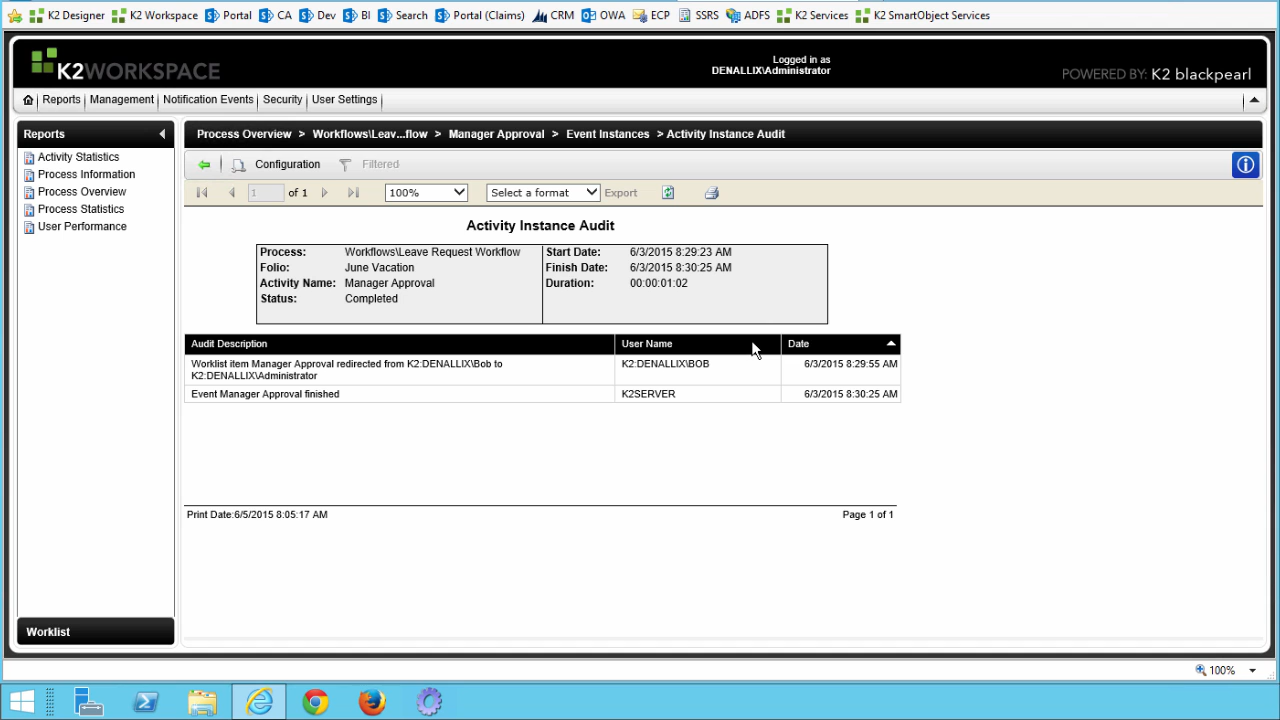 K2 Designer K2 Workspace Portal CA Dev BI Search Portal (Claims) CRM OWA ECP SSRS ADFS K2 Services K2 SmartObject Services
K2WORKSPACE
Logged in as
DENALLIX\Administrator
POWERED BY: K2 blackpearl
Reports Management Notification Events Security User Settings
Reports
Activity Statistics
Process Information
Process Overview
Process Statistics
User Performance
Worklist
Process Overview > Workflows\Leav...flow > Manager Approval > Event Instances > Activity Instance Audit
Configuration Filtered
1 of 1 100% Select a format Export
Activity Instance Audit
Process: Workflows\Leave Request Workflow Start Date: 6/3/2015 8:29:23 AM
Folio: June Vacation Finish Date: 6/3/2015 8:30:25 AM
Activity Name: Manager Approval Duration: 00:00:01:02
Status: Completed
Audit Description User Name Date
Worklist item Manager Approval redirected from K2:DENALLIX\Bob to K2:DENALLIX\BOB 6/3/2015 8:29:55 AM
K2:DENALLIX\Administrator
Event Manager Approval finished K2SERVER 6/3/2015 8:30:25 AM
Print Date:6/5/2015 8:05:17 AM Page 1 of 1
100%